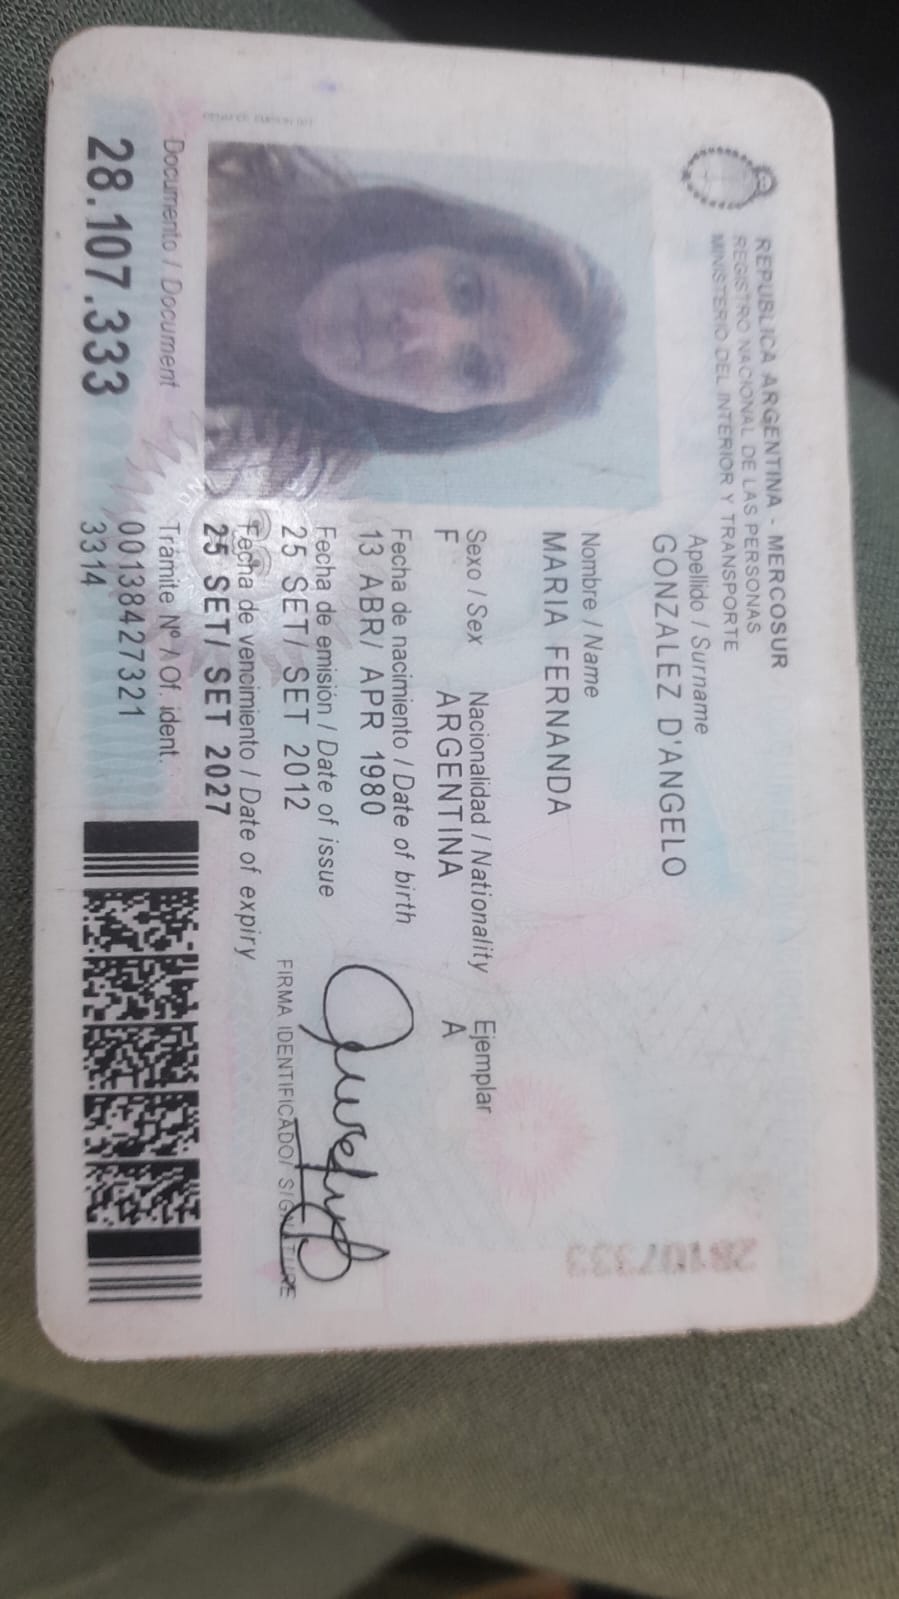 REPUBLICA ARGENTINA - MERCOSUR
REGISTRO NACIONAL DE LAS PERSONAS
MINISTERIO DEL INTERIOR Y TRANSPORTE
Apellido / Surname
GONZALEZ D'ANGELO
Nombre / Name
MARIA FERNANDA
Sexo / Sex Nacionalidad / Nationality Ejemplar
F ARGENTINA A
Fecha de nacimiento / Date of birth
13 ABR/ APR 1980
Fecha de emisión / Date of issue
25 SET/ SET 2012
Fecha de vencimiento / Date of expiry
25 SET/ SET 2027
FIRMA IDENTIFICADO/ SIGNATURE
Documento / Document
28.107.333
Trámite Nº / Of. ident.
00138427321
3314
28107333